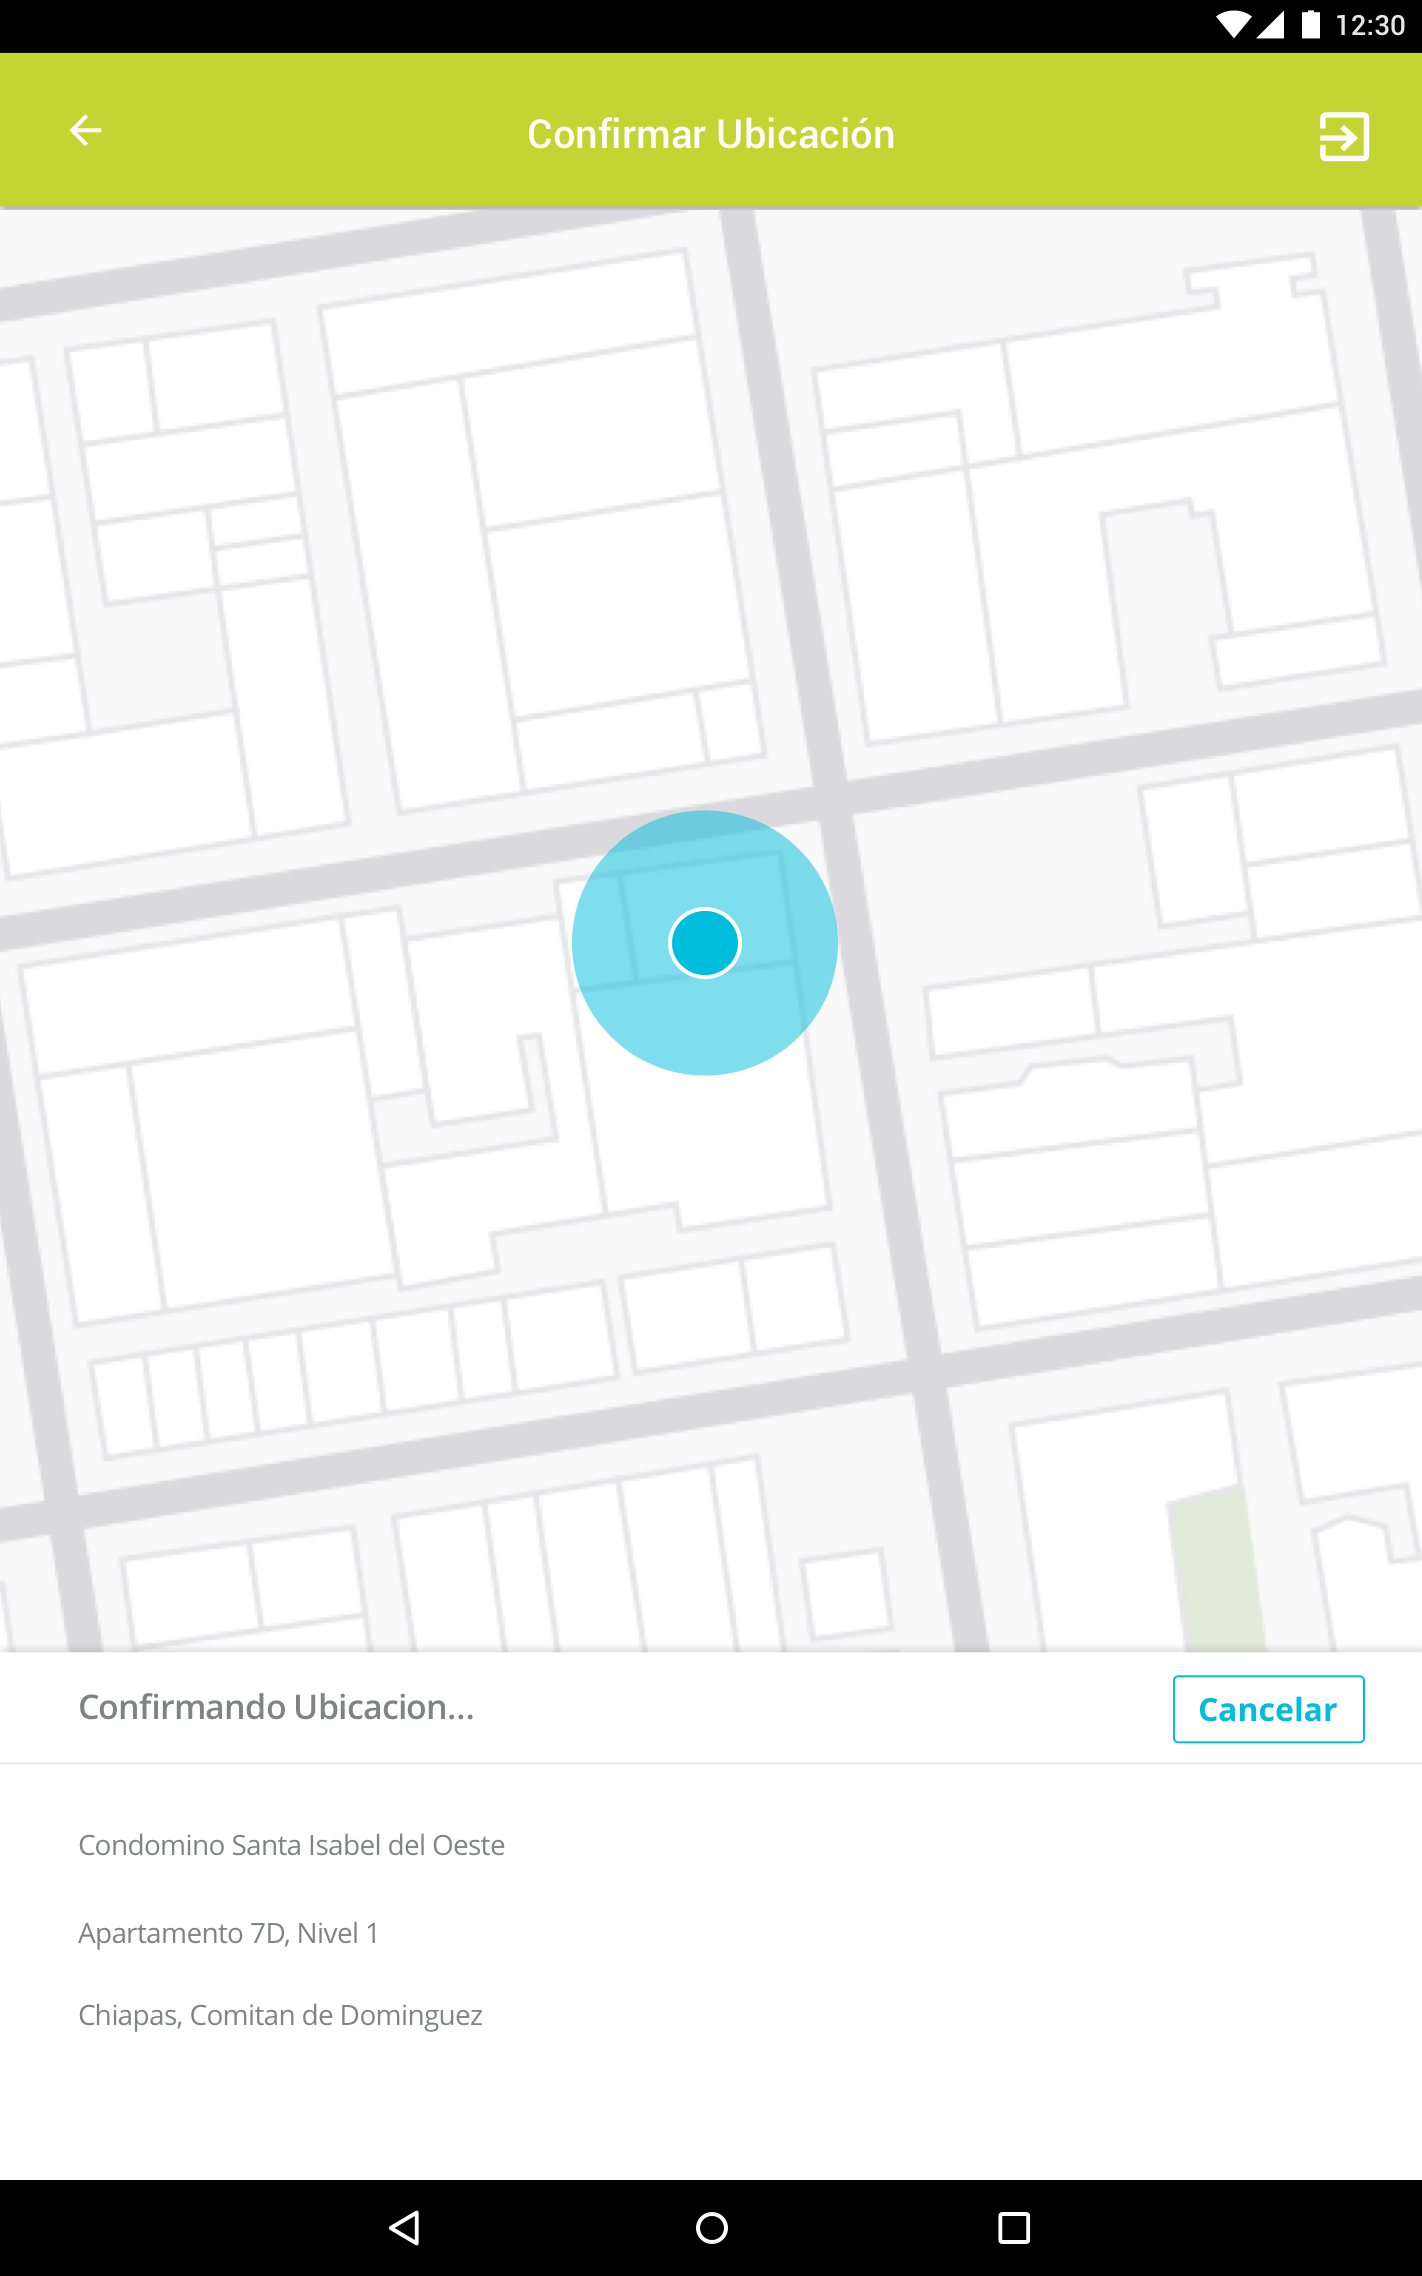 12:30
Confirmar Ubicación
Confirmando Ubicacion...
Cancelar
Condomino Santa Isabel del Oeste
Apartamento 7D, Nivel 1
Chiapas, Comitan de Dominguez